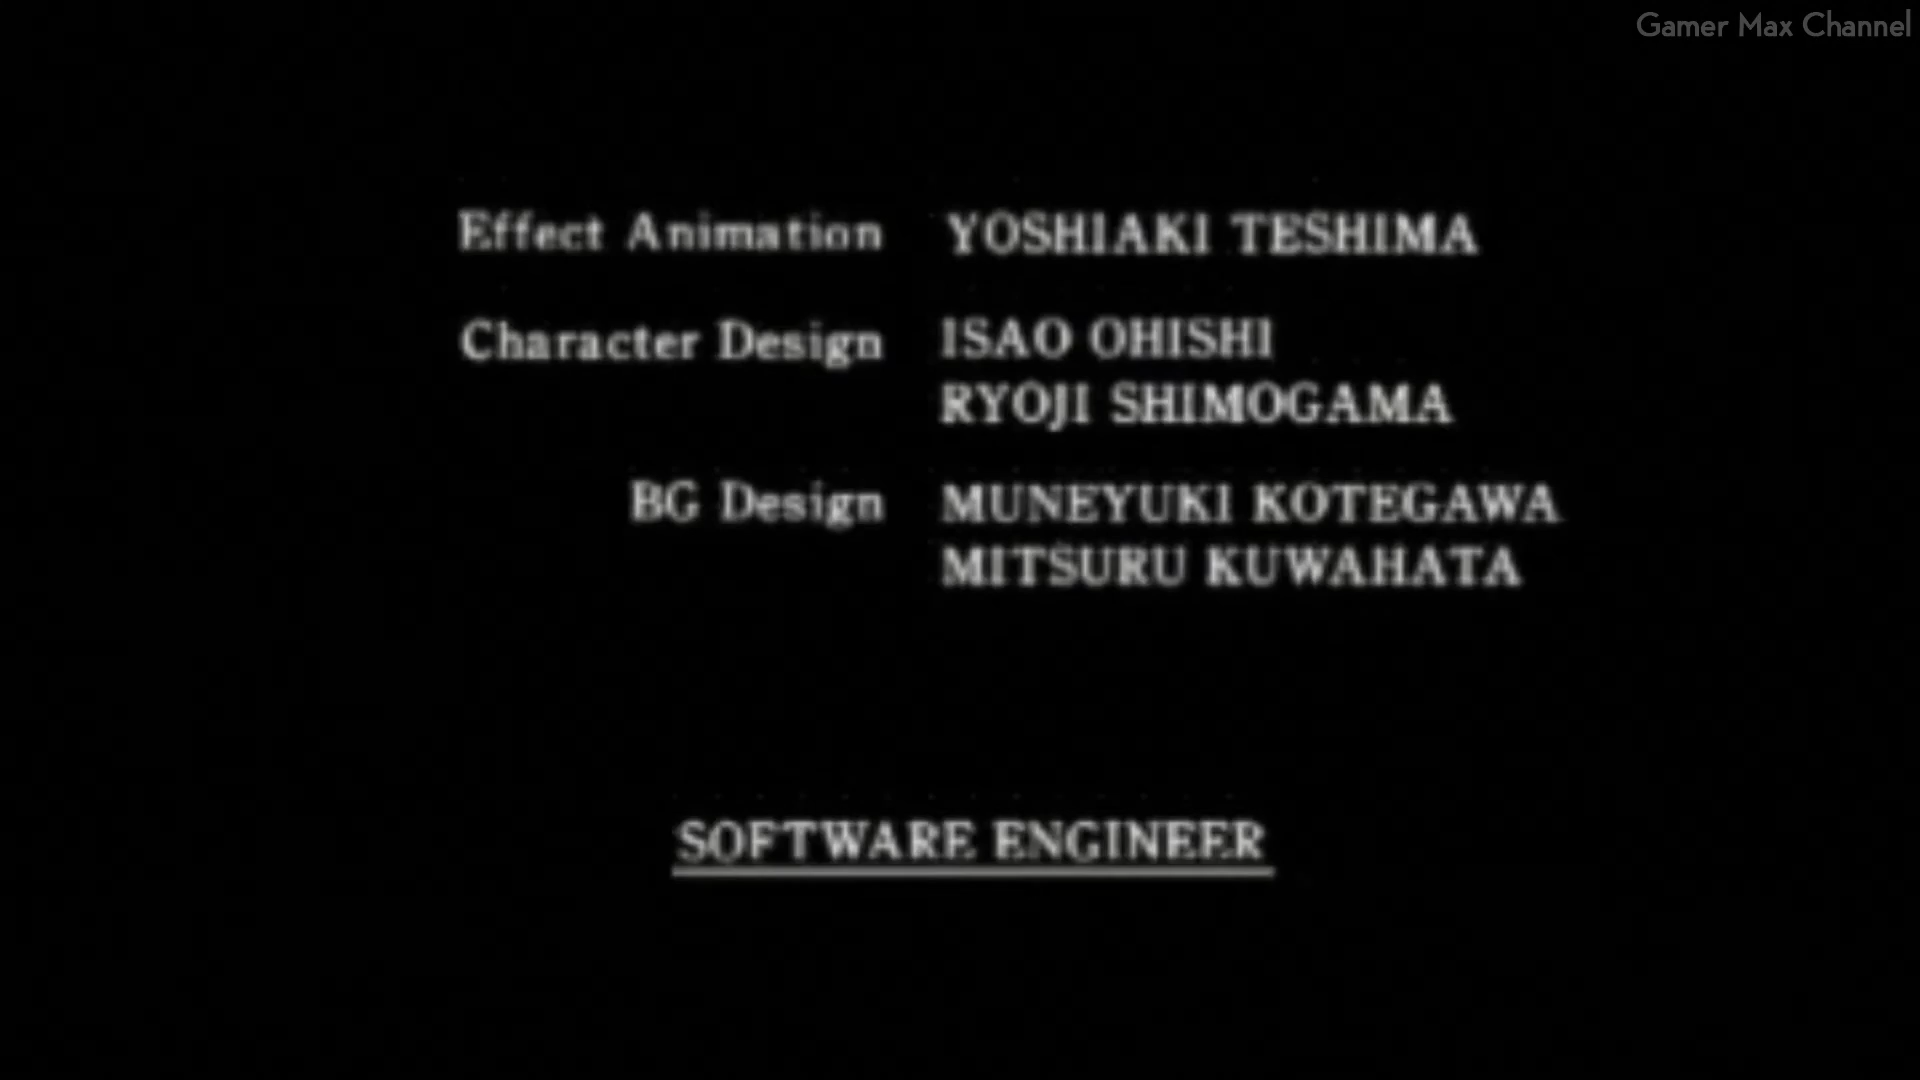 Gamer Max Channel
Effect Animation YOSHIAKI TESHIMA
Character Design ISAO OHISHI
RYOJI SHIMOGAMA
BG Design MUNEYUKI KOTEGAWA
MITSURU KUWAHATA
SOFTWARE ENGINEER